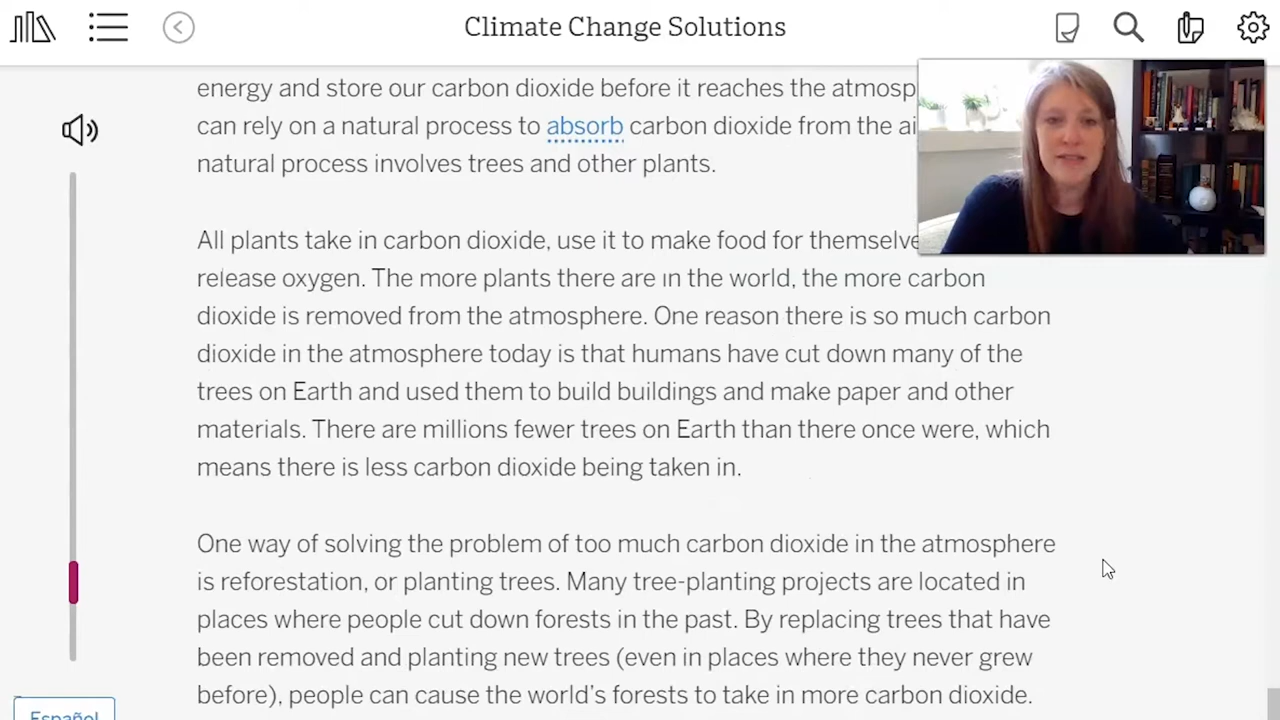 Climate Change Solutions
energy and store our carbon dioxide before it reaches the atmosp
can rely on a natural process to absorb carbon dioxide from the ai
natural process involves trees and other plants.
All plants take in carbon dioxide, use it to make food for themselve
release oxygen. The more plants there are in the world, the more carbon
dioxide is removed from the atmosphere. One reason there is so much carbon
dioxide in the atmosphere today is that humans have cut down many of the
trees on Earth and used them to build buildings and make paper and other
materials. There are millions fewer trees on Earth than there once were, which
means there is less carbon dioxide being taken in.
One way of solving the problem of too much carbon dioxide in the atmosphere
is reforestation, or planting trees. Many tree-planting projects are located in
places where people cut down forests in the past. By replacing trees that have
been removed and planting new trees (even in places where they never grew
before), people can cause the world's forests to take in more carbon dioxide.
Español